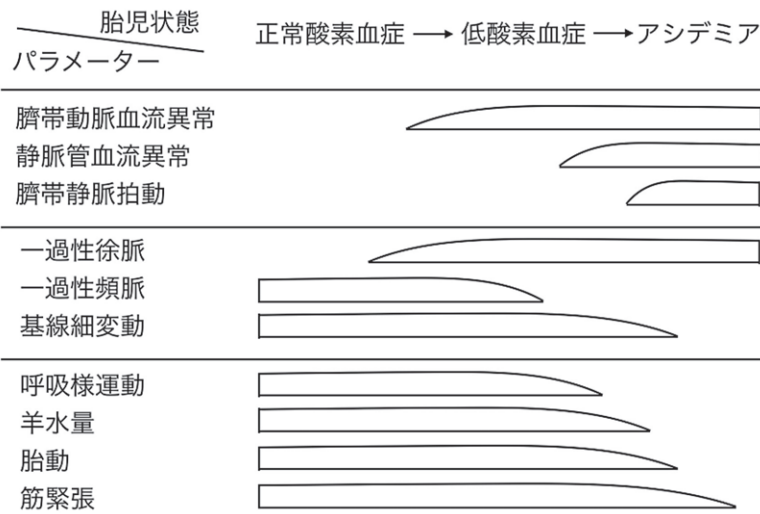 胎児状態
パラメーター
正常酸素血症 → 低酸素血症 → アシデミア
臍帯動脈血流異常
静脈管血流異常
臍帯静脈拍動
一過性徐脈
一過性頻脈
基線細変動
呼吸様運動
羊水量
胎動
筋緊張